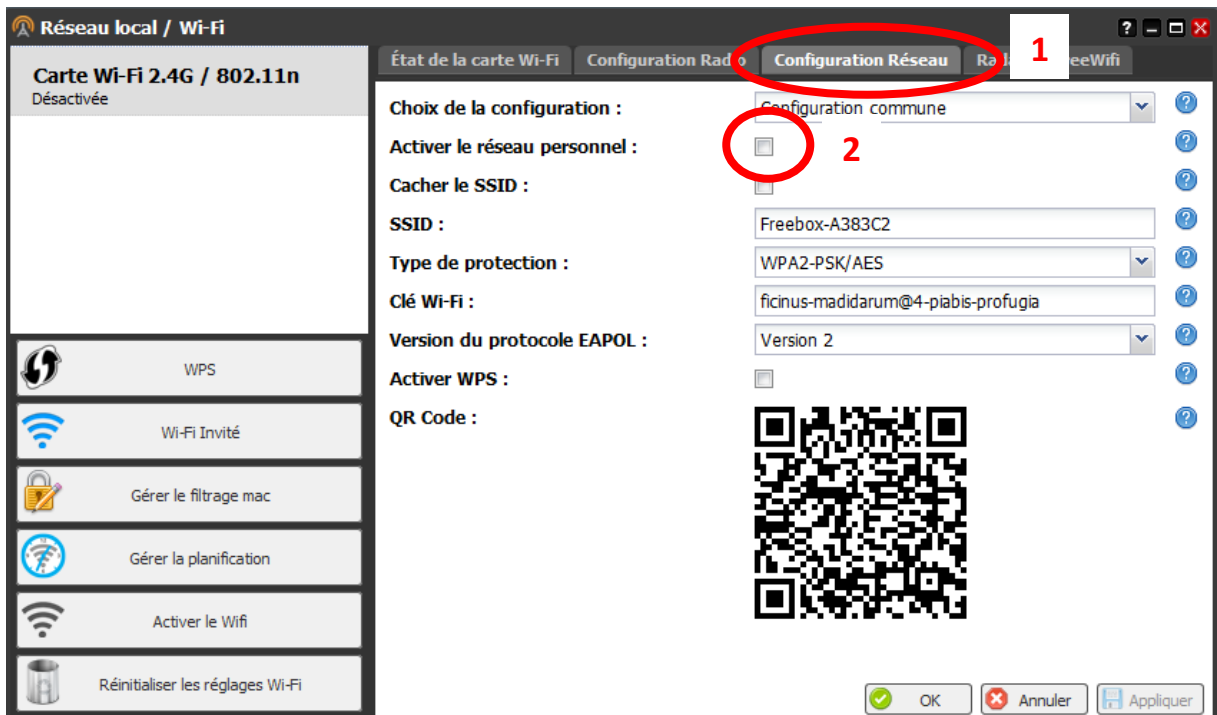 Réseau local / Wi-Fi
1
Carte Wi-Fi 2.4G / 802.11n
Désactivée
État de la carte Wi-Fi Configuration Radio Configuration Réseau
Choix de la configuration : Configuration commune
Activer le réseau personnel : 2
Cacher le SSID :
SSID : Freebox-A383C2
Type de protection : WPA2-PSK/AES
Clé Wi-Fi : ficinus-madidarum@4-piabis-profugia
Version du protocole EAPOL : Version 2
Activer WPS :
QR Code :
WPS
Wi-Fi Invité
Gérer le filtrage mac
Gérer la planification
Activer le Wifi
Réinitialiser les réglages Wi-Fi
OK Annuler Appliquer